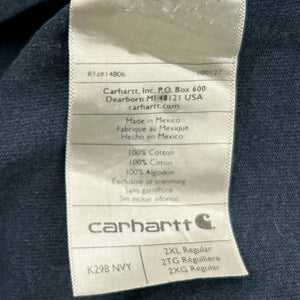 RN#14806 100127
Carhartt, Inc. P.O. Box 600
Dearborn MI 48121 USA
carhartt.com
Made in Mexico
Fabriqué au Mexique
Hecho en Mexico
100% Cotton
100% Coton
100% Algodon
Exclusive of trimming
Sans garniture
Sin incluir adorno
carhartt
K298 NVY
2XL Regular
2TG Régulière
2XG Regular